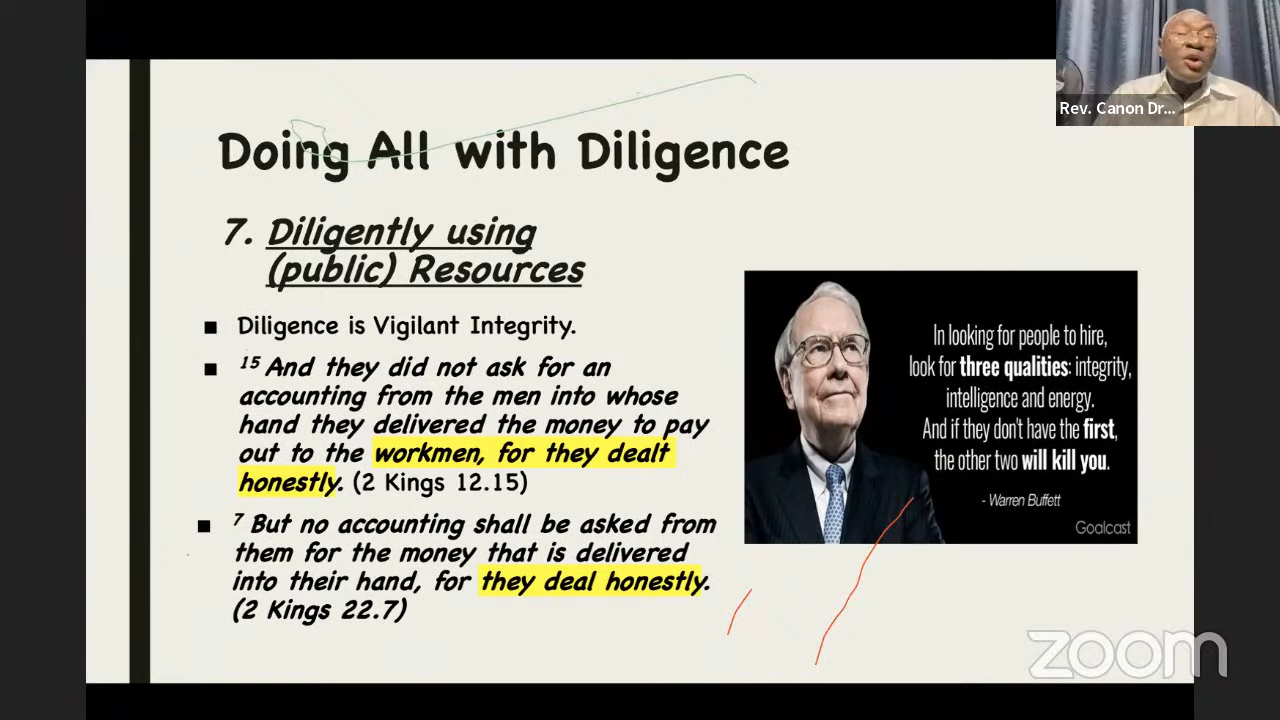 Rev. Canon Dr...
Doing All with Diligence
7. Diligently using
(public) Resources
■ Diligence is Vigilant Integrity.
■ 15 And they did not ask for an
accounting from the men into whose
hand they delivered the money to pay
out to the workmen, for they dealt
honestly. (2 Kings 12.15)
■ 7 But no accounting shall be asked from
them for the money that is delivered
into their hand, for they deal honestly.
(2 Kings 22.7)
In looking for people to hire,
look for three qualities: integrity,
intelligence and energy.
And if they don't have the first,
the other two will kill you.
- Warren Buffett
Goalcast
zoom